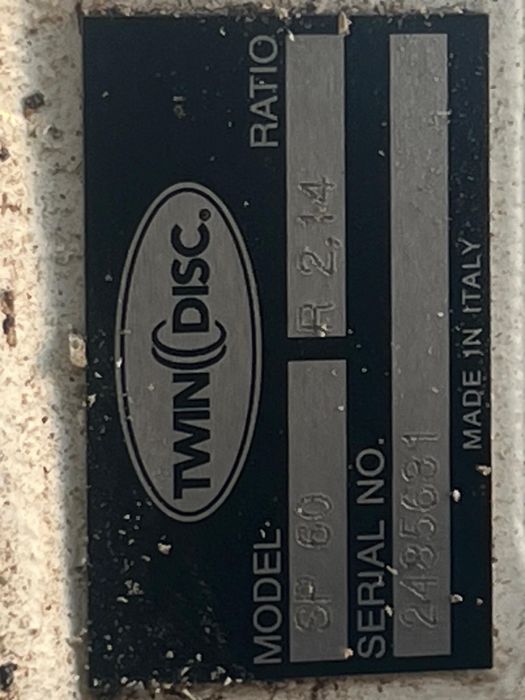 TWIN DISC®
MODEL RATIO
SP 60 R 2,14
SERIAL NO.
2485631
MADE IN ITALY